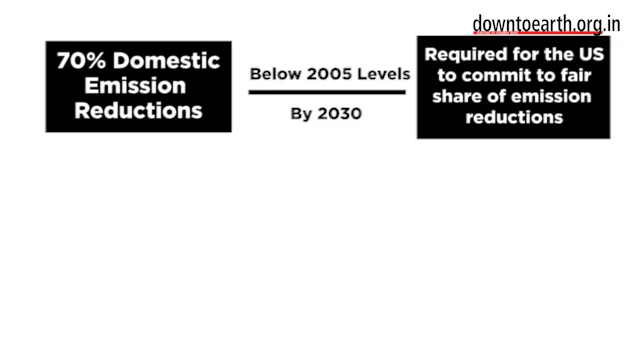 downtoearth.org.in
70% Domestic
Emission
Reductions
Below 2005 Levels
By 2030
Required for the US
to commit to fair
share of emission
reductions